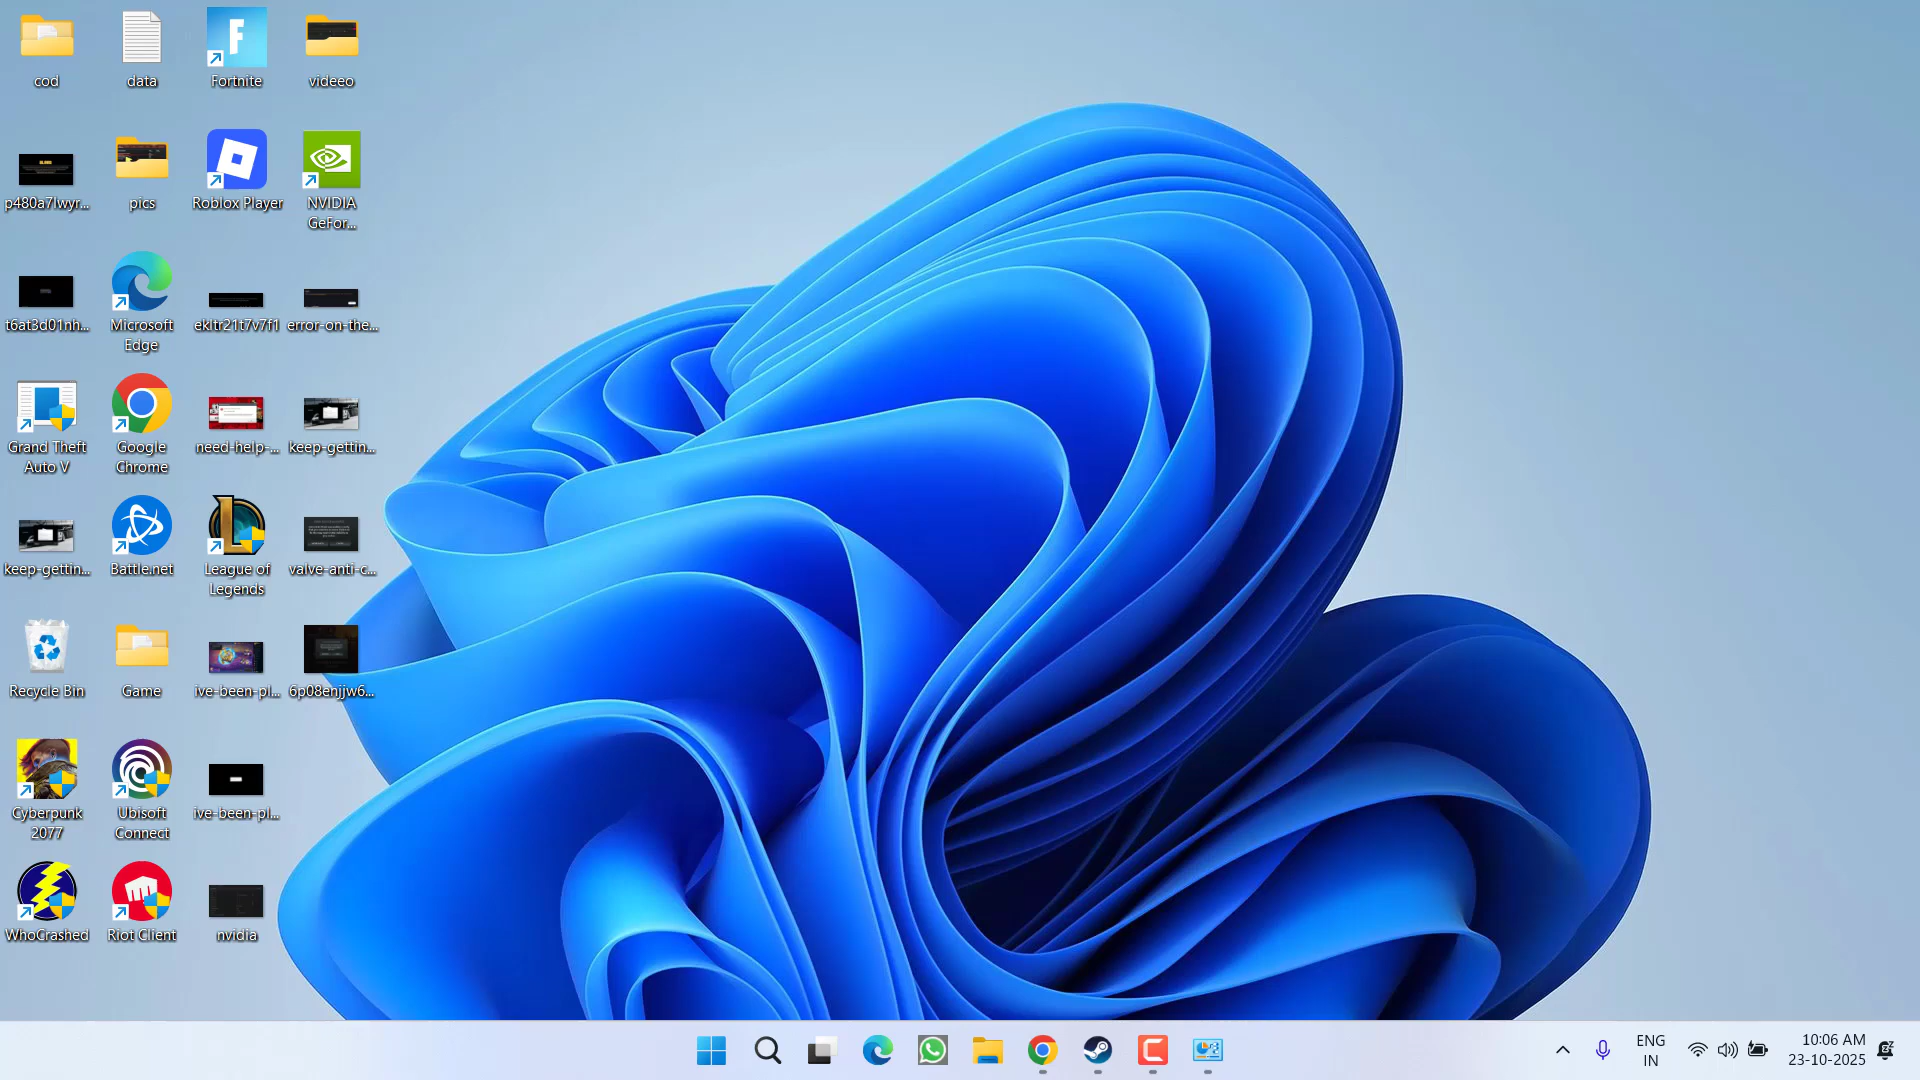 cod
data
Fortnite
videeo
p480a7lwyr...
pics
Roblox Player
NVIDIA
GeFor...
t6at3d01nh...
Microsoft
Edge
ekltr21t7v7f1
error-on-the...
Grand Theft
Auto V
Google
Chrome
need-help-...
keep-gettin...
keep-gettin...
Battle.net
League of
Legends
valve-anti-c...
Recycle Bin
Game
ive-been-pl...
6p08enjjw6...
Cyberpunk
2077
Ubisoft
Connect
ive-been-pl...
WhoCrashed
Riot Client
nvidia
ENG
IN
10:06 AM
23-10-2025